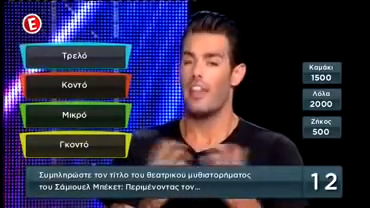 E
Τρελό
Κοντό
Μικρό
Γκοντό
Καμάκι
1500
Λόλα
2000
Ζήκος
500
Συμπληρώστε τον τίτλο του θεατρικού μυθιστορήματος
του Σάμιουελ Μπέκετ: Περιμένοντας τον...
12